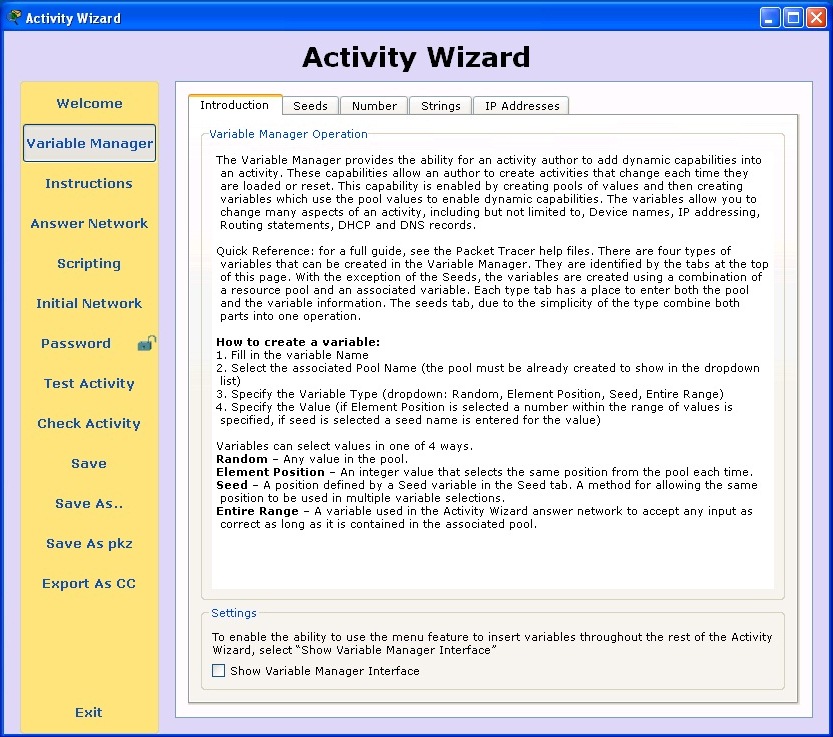 Activity Wizard
Activity Wizard
Welcome
Variable Manager
Instructions
Answer Network
Scripting
Initial Network
Password
Test Activity
Check Activity
Save
Save As..
Save As pkz
Export As CC
Exit
Introduction
Seeds
Number
Strings
IP Addresses
Variable Manager Operation
The Variable Manager provides the ability for an activity author to add dynamic capabilities into
an activity. These capabilities allow an author to create activities that change each time they
are loaded or reset. This capability is enabled by creating pools of values and then creating
variables which use the pool values to enable dynamic capabilities. The variables allow you to
change many aspects of an activity, including but not limited to, Device names, IP addressing,
Routing statements, DHCP and DNS records.
Quick Reference: for a full guide, see the Packet Tracer help files. There are four types of
variables that can be created in the Variable Manager. They are identified by the tabs at the top
of this page. With the exception of the Seeds, the variables are created using a combination of
a resource pool and an associated variable. Each type tab has a place to enter both the pool
and the variable information. The seeds tab, due to the simplicity of the type combine both
parts into one operation.
How to create a variable:
1. Fill in the variable Name
2. Select the associated Pool Name (the pool must be already created to show in the dropdown
list)
3. Specify the Variable Type (dropdown: Random, Element Position, Seed, Entire Range)
4. Specify the Value (if Element Position is selected a number within the range of values is
specified, if seed is selected a seed name is entered for the value)
Variables can select values in one of 4 ways.
Random – Any value in the pool.
Element Position – An integer value that selects the same position from the pool each time.
Seed – A position defined by a Seed variable in the Seed tab. A method for allowing the same
position to be used in multiple variable selections.
Entire Range – A variable used in the Activity Wizard answer network to accept any input as
correct as long as it is contained in the associated pool.
Settings
To enable the ability to use the menu feature to insert variables throughout the rest of the Activity
Wizard, select “Show Variable Manager Interface”
Show Variable Manager Interface